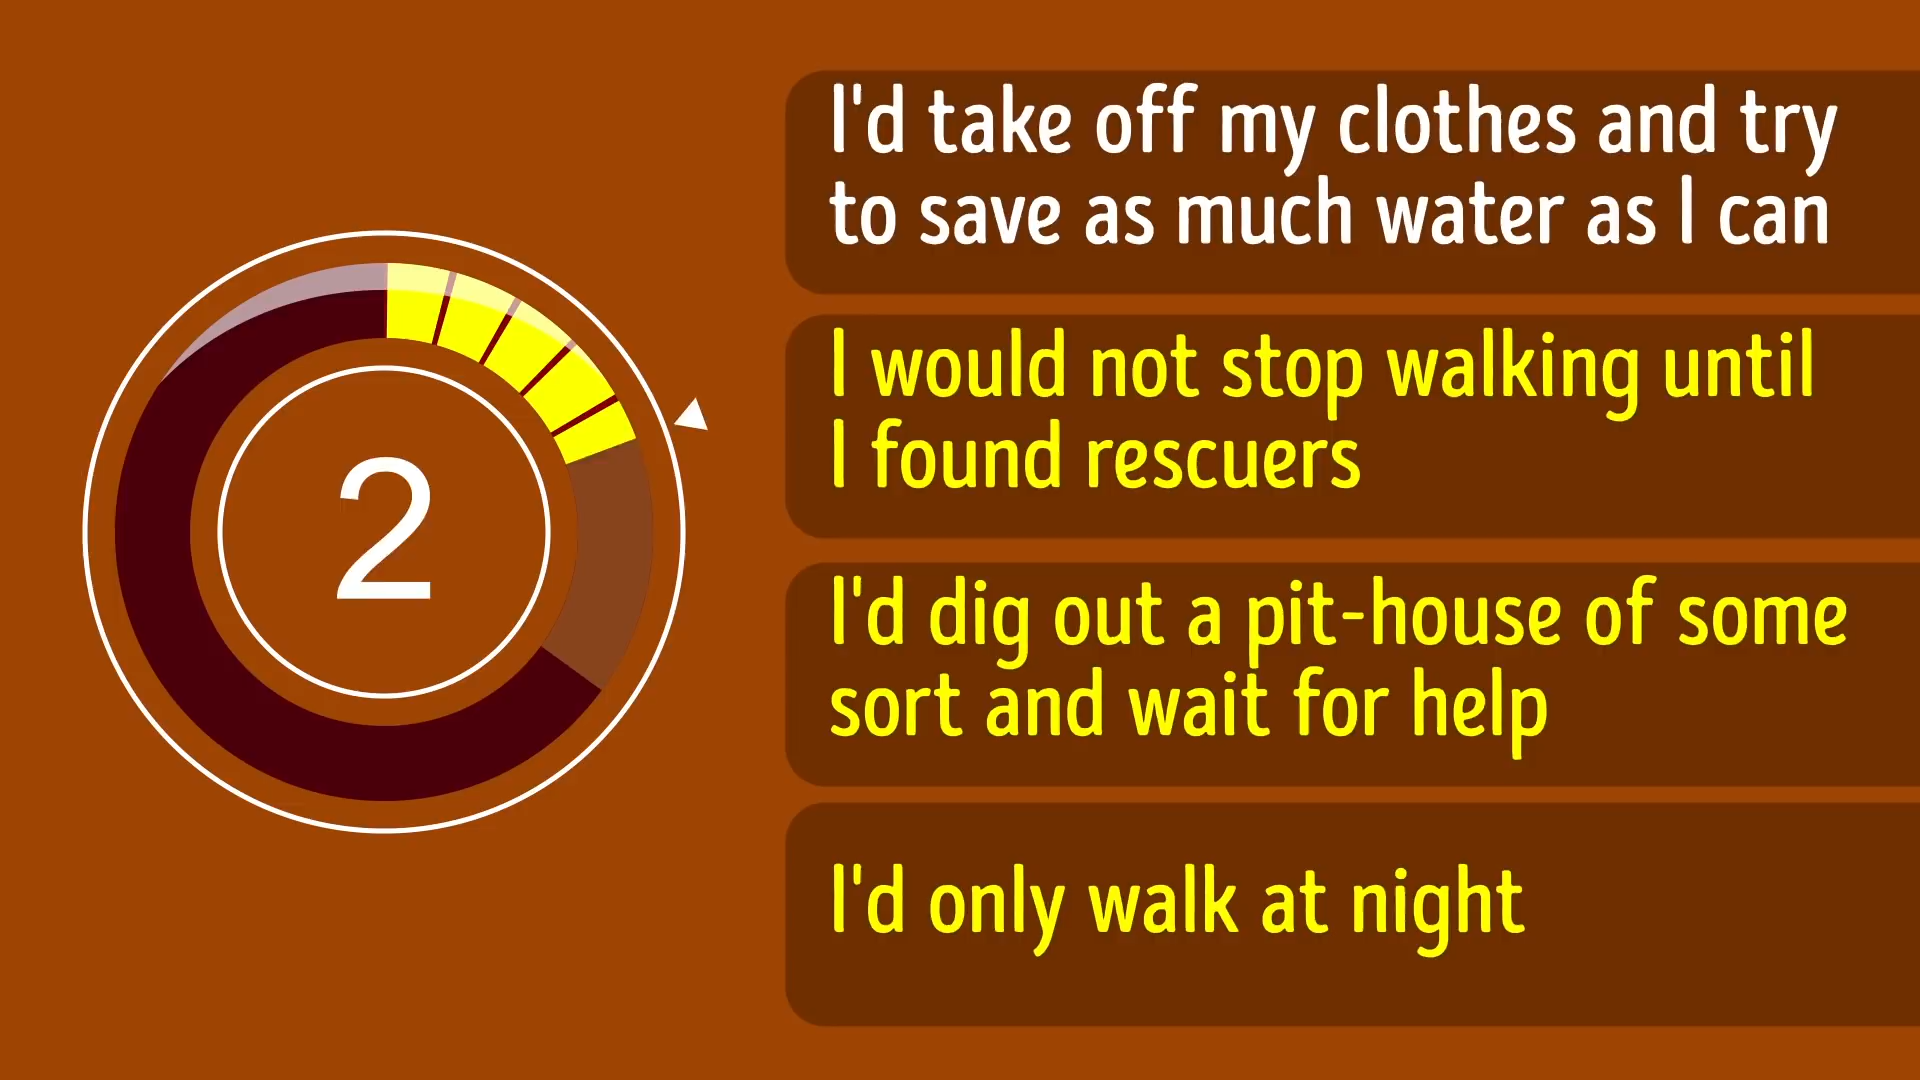 2
I'd take off my clothes and try
to save as much water as I can
I would not stop walking until
I found rescuers
I'd dig out a pit-house of some
sort and wait for help
I'd only walk at night